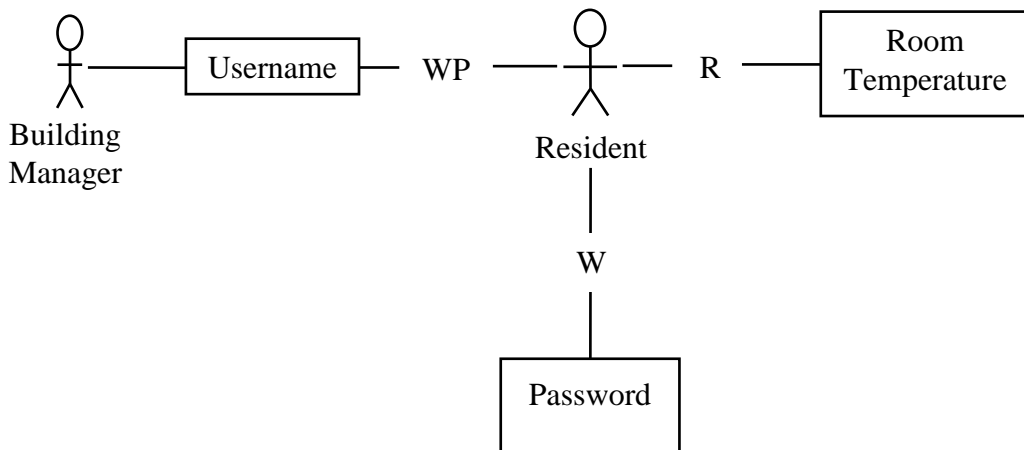 Username
WP
R
Room
Temperature
Building
Manager
Resident
W
Password